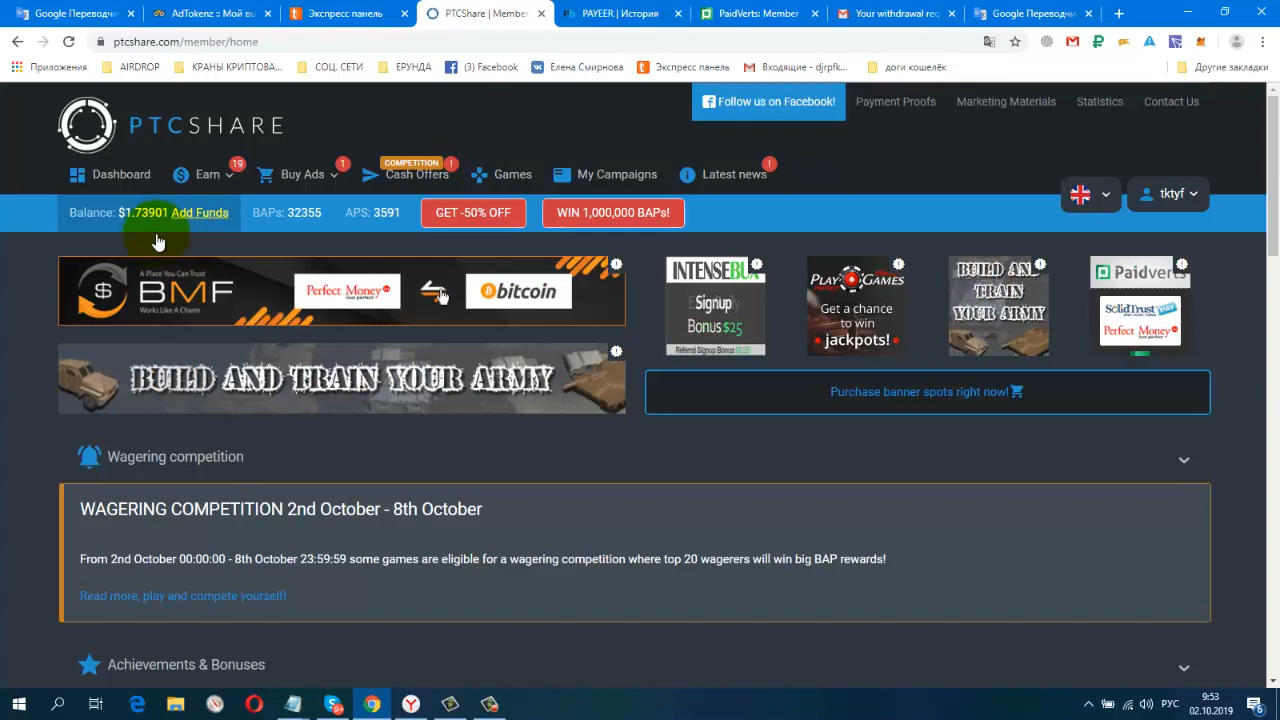 Google Переводчи
AdTokenz :: Мой вы
Экспресс панель
PTCShare | Member
PAYEER | История
PaidVerts: Member
Your withdrawal req
Google Переводчи
ptcshare.com/member/home
Приложения
AIRDROP
КРАНЫ КРИПТОВА...
СОЦ. СЕТИ
ЕРУНДА
(3) Facebook
Елена Смирнова
Экспресс панель
Входящие - djrpfk...
доги кошелёк
Другие закладки
PTCSHARE
Follow us on Facebook!
Payment Proofs
Marketing Materials
Statistics
Contact Us
Dashboard
Earn
19
Buy Ads
1
COMPETITION
Cash Offers
!
Games
My Campaigns
Latest news
!
Balance: $1.73901 Add Funds
BAPs: 32355
APS: 3591
GET -50% OFF
WIN 1,000,000 BAPs!
tktyf
A Place You Can Trust
BMF
Works Like A Charm
Perfect Money
Just perfect.
bitcoin
INTENSEBUX
Signup
Bonus $25
Referral Signup Bonus $0.25
PLAY GAMES
Get a chance
to win
jackpots!
BUILD AND
TRAIN
YOUR ARMY
Paidverts
SolidTrust PAY
Perfect Money
BUILD AND TRAIN YOUR ARMY
Purchase banner spots right now!
Wagering competition
WAGERING COMPETITION 2nd October - 8th October
From 2nd October 00:00:00 - 8th October 23:59:59 some games are eligible for a wagering competition where top 20 wagerers will win big BAP rewards!
Read more, play and compete yourself!
Achievements & Bonuses
РУС
9:53
02.10.2019
6